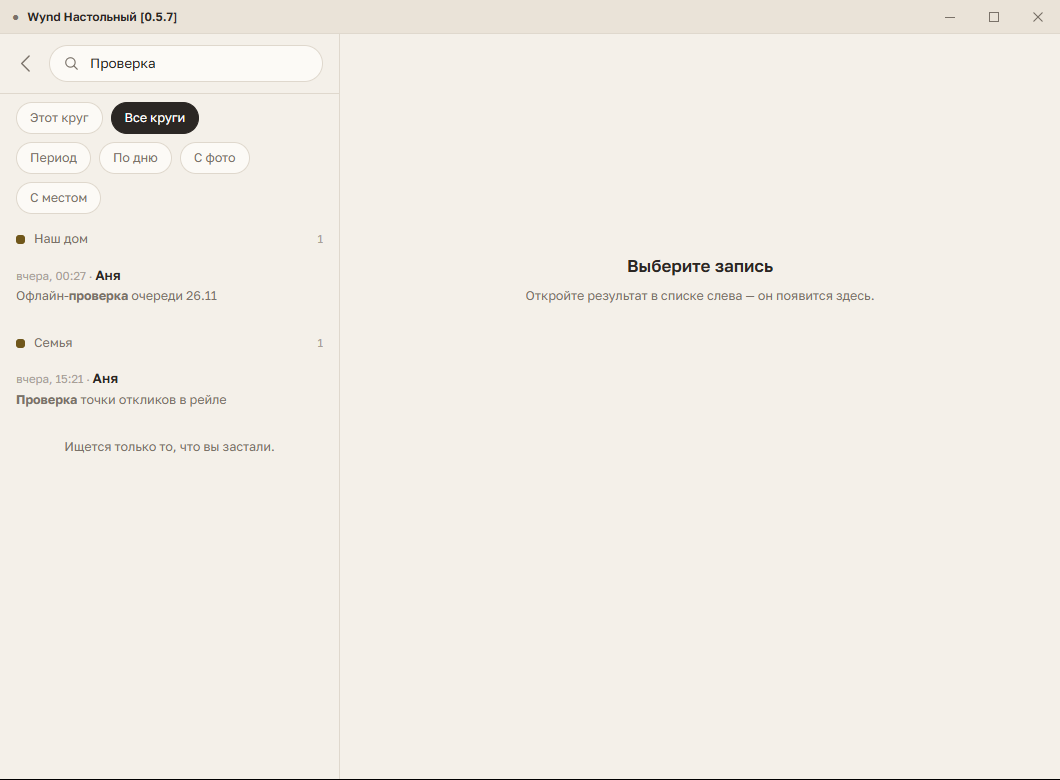 Wynd Настольный [0.5.7]
Проверка
Этот круг Все круги
Период По дню С фото
С местом
Наш дом 1
вчера, 00:27 · Аня
Офлайн-проверка очереди 26.11
Семья 1
вчера, 15:21 · Аня
Проверка точки откликов в рейле
Ищется только то, что вы застали.
Выберите запись
Откройте результат в списке слева — он появится здесь.